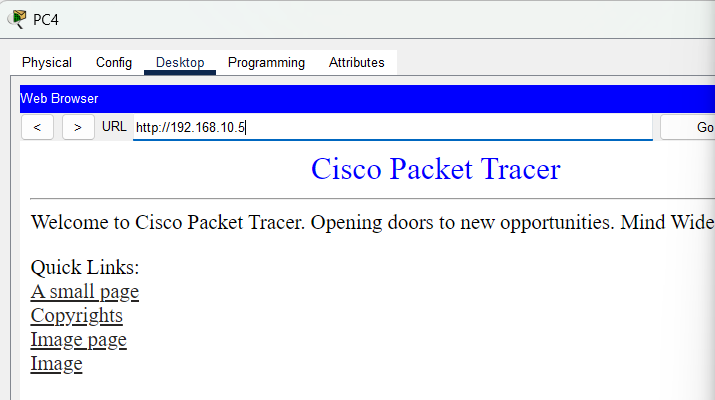 PC4
Physical Config Desktop Programming Attributes
Web Browser
< > URL http://192.168.10.5 Go
Cisco Packet Tracer
Welcome to Cisco Packet Tracer. Opening doors to new opportunities. Mind Wide
Quick Links:
A small page
Copyrights
Image page
Image